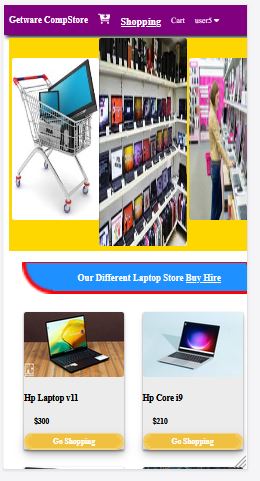 Getware CompStore Shopping Cart user5
Our Different Laptop Store Buy Hire
Hp Laptop v11 Hp Core i9
$300 $210
Go Shopping Go Shopping